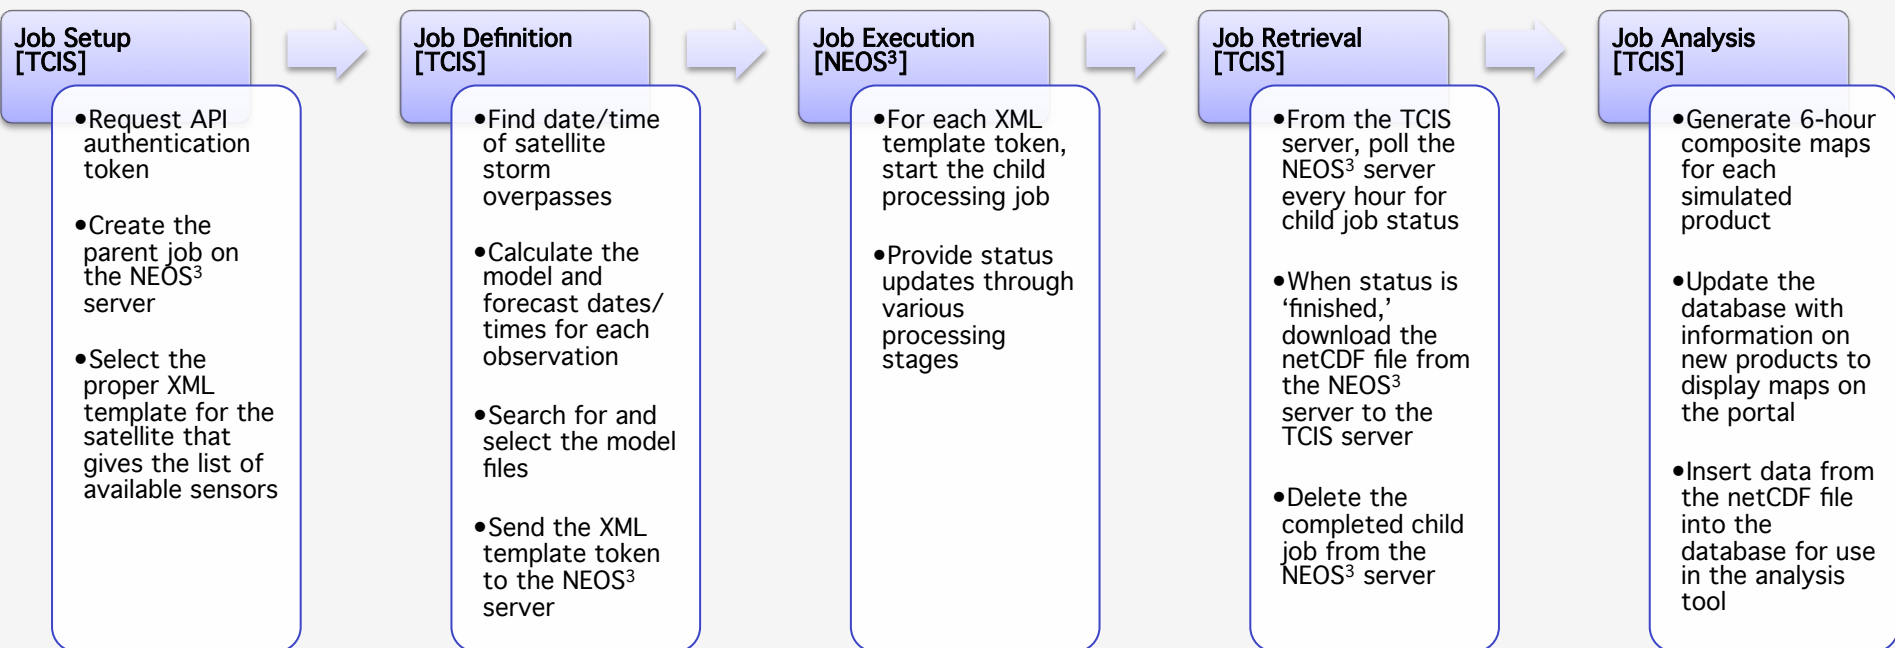 Job Setup
[TCIS]
•Request API
authentication
token
•Create the
parent job on
the NEOS³
server
•Select the
proper XML
template for the
satellite that
gives the list of
available sensors
Job Definition
[TCIS]
•Find date/time
of satellite
storm
overpasses
•Calculate the
model and
forecast dates/
times for each
observation
•Search for and
select the model
files
•Send the XML
template token
to the NEOS³
server
Job Execution
[NEOS³]
•For each XML
template token,
start the child
processing job
•Provide status
updates through
various
processing
stages
Job Retrieval
[TCIS]
•From the TCIS
server, poll the
NEOS³ server
every hour for
child job status
•When status is
‘finished,’
download the
netCDF file from
the NEOS³
server to the
TCIS server
•Delete the
completed child
job from the
NEOS³ server
Job Analysis
[TCIS]
•Generate 6-hour
composite maps
for each
simulated
product
•Update the
database with
information on
new products to
display maps on
the portal
•Insert data from
the netCDF file
into the
database for use
in the analysis
tool